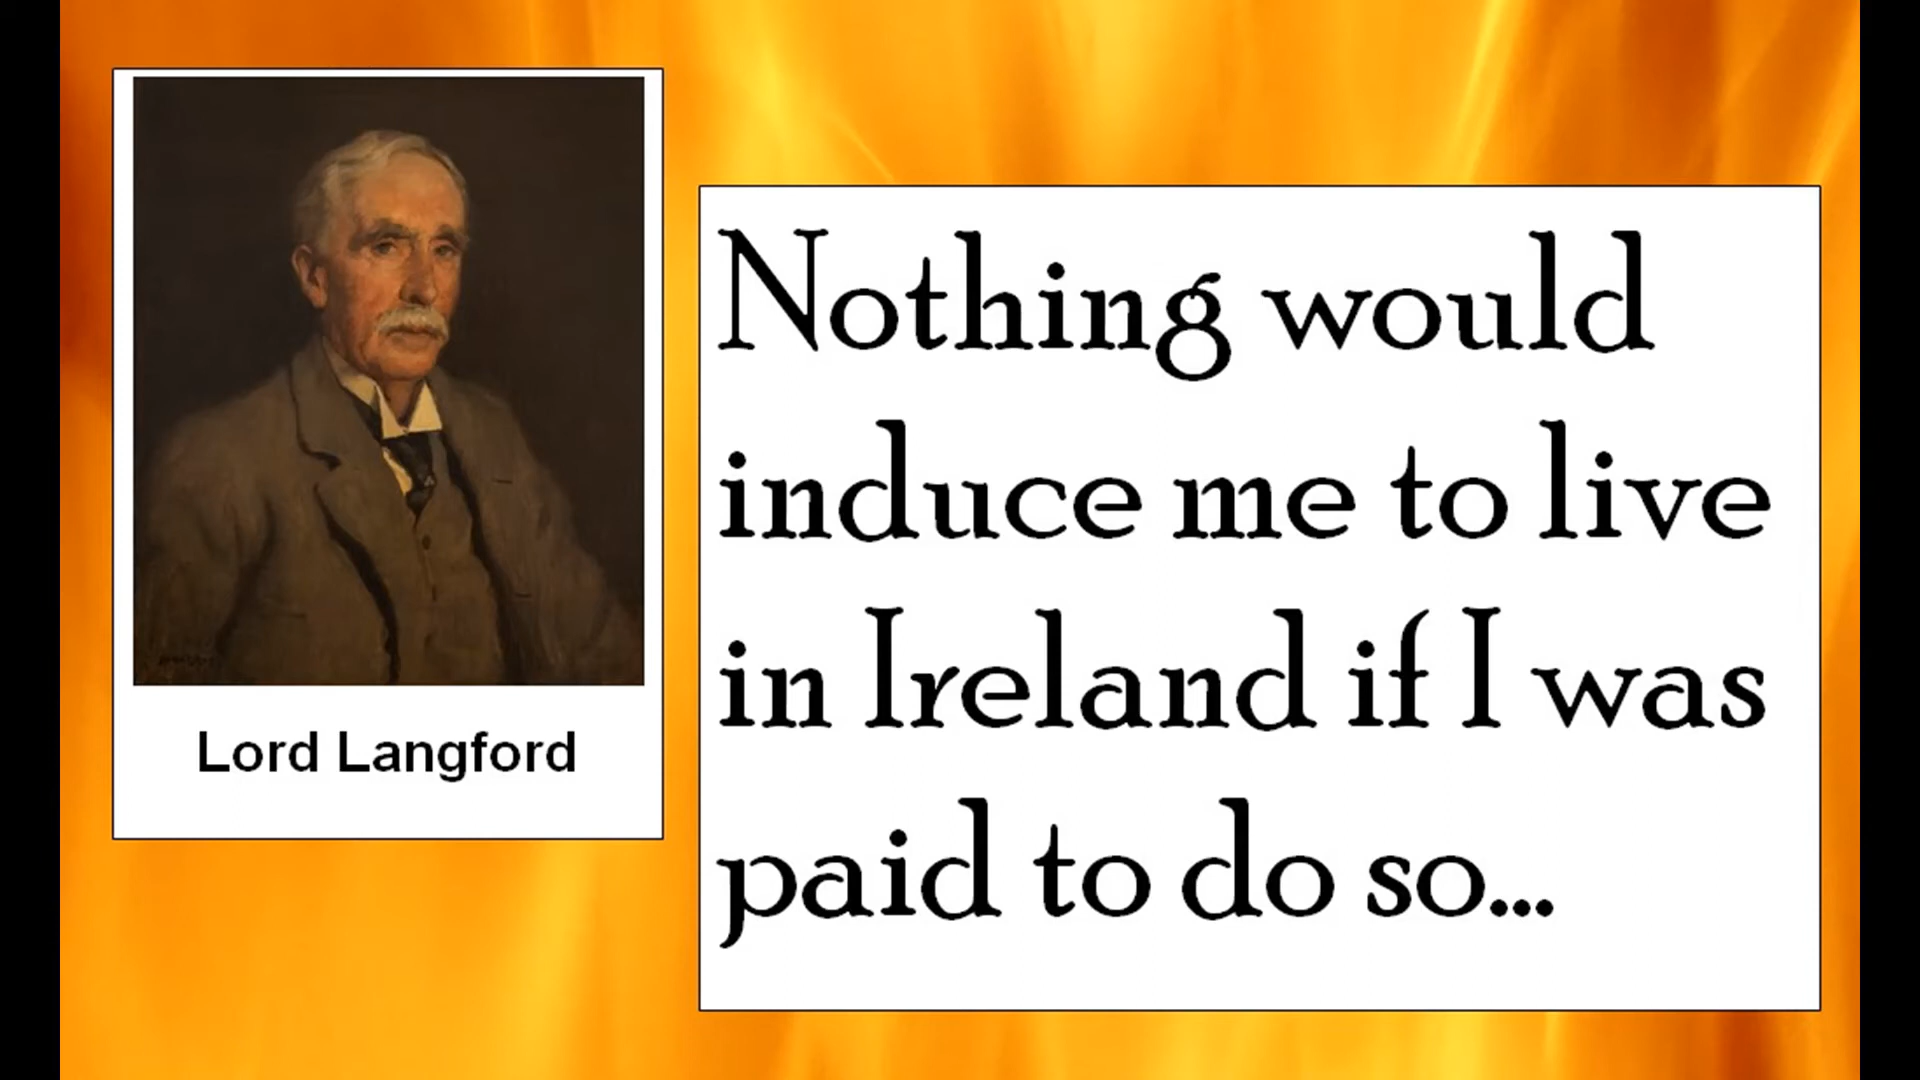 Lord Langford
Nothing would
induce me to live
in Ireland if I was
paid to do so...